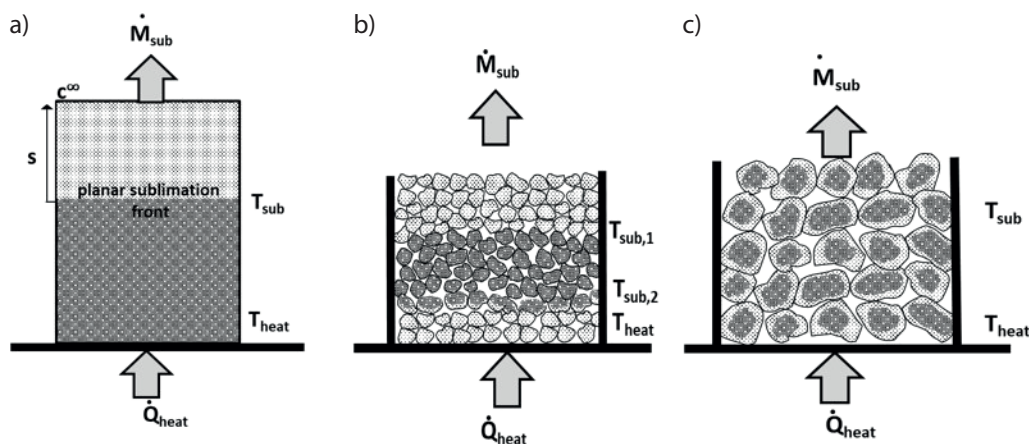 a)
Ṁsub
c∞
s
planar sublimation
front
Tsub
Theat
Q̇heat
b)
Ṁsub
Tsub,1
Tsub,2
Theat
Q̇heat
c)
Ṁsub
Tsub
Theat
Q̇heat